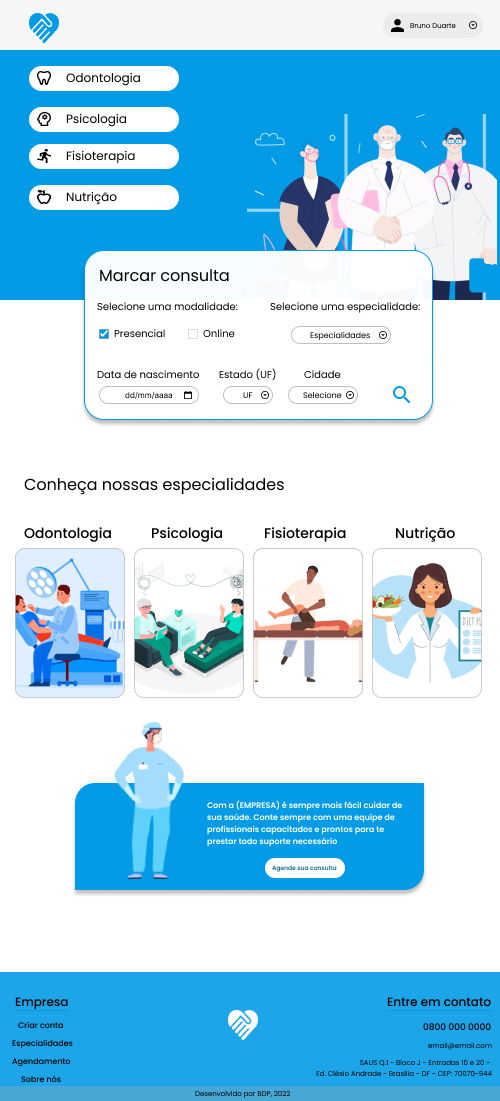 Bruno Duarte
Odontologia
Psicologia
Fisioterapia
Nutrição
Marcar consulta
Selecione uma modalidade:
Selecione uma especialidade:
Presencial
Online
Especialidades
Data de nascimento
Estado (UF)
Cidade
dd/mm/aaaa
UF
Selecione
Conheça nossas especialidades
Odontologia
Psicologia
Fisioterapia
Nutrição
DIET PL
Com a (EMPRESA) é sempre mais fácil cuidar de
sua saúde. Conte sempre com uma equipe de
profissionais capacitados e prontos para te
prestar todo suporte necessário
Agende sua consulta
Empresa
Criar conta
Especialidades
Agendamento
Sobre nós
Entre em contato
0800 000 0000
email@email.com
SAUS Q.1 - Bloco J - Entradas 10 e 20 -
Ed. Clésio Andrade - Brasília - DF - CEP: 70070-944
Desenvolvido por BDP, 2022